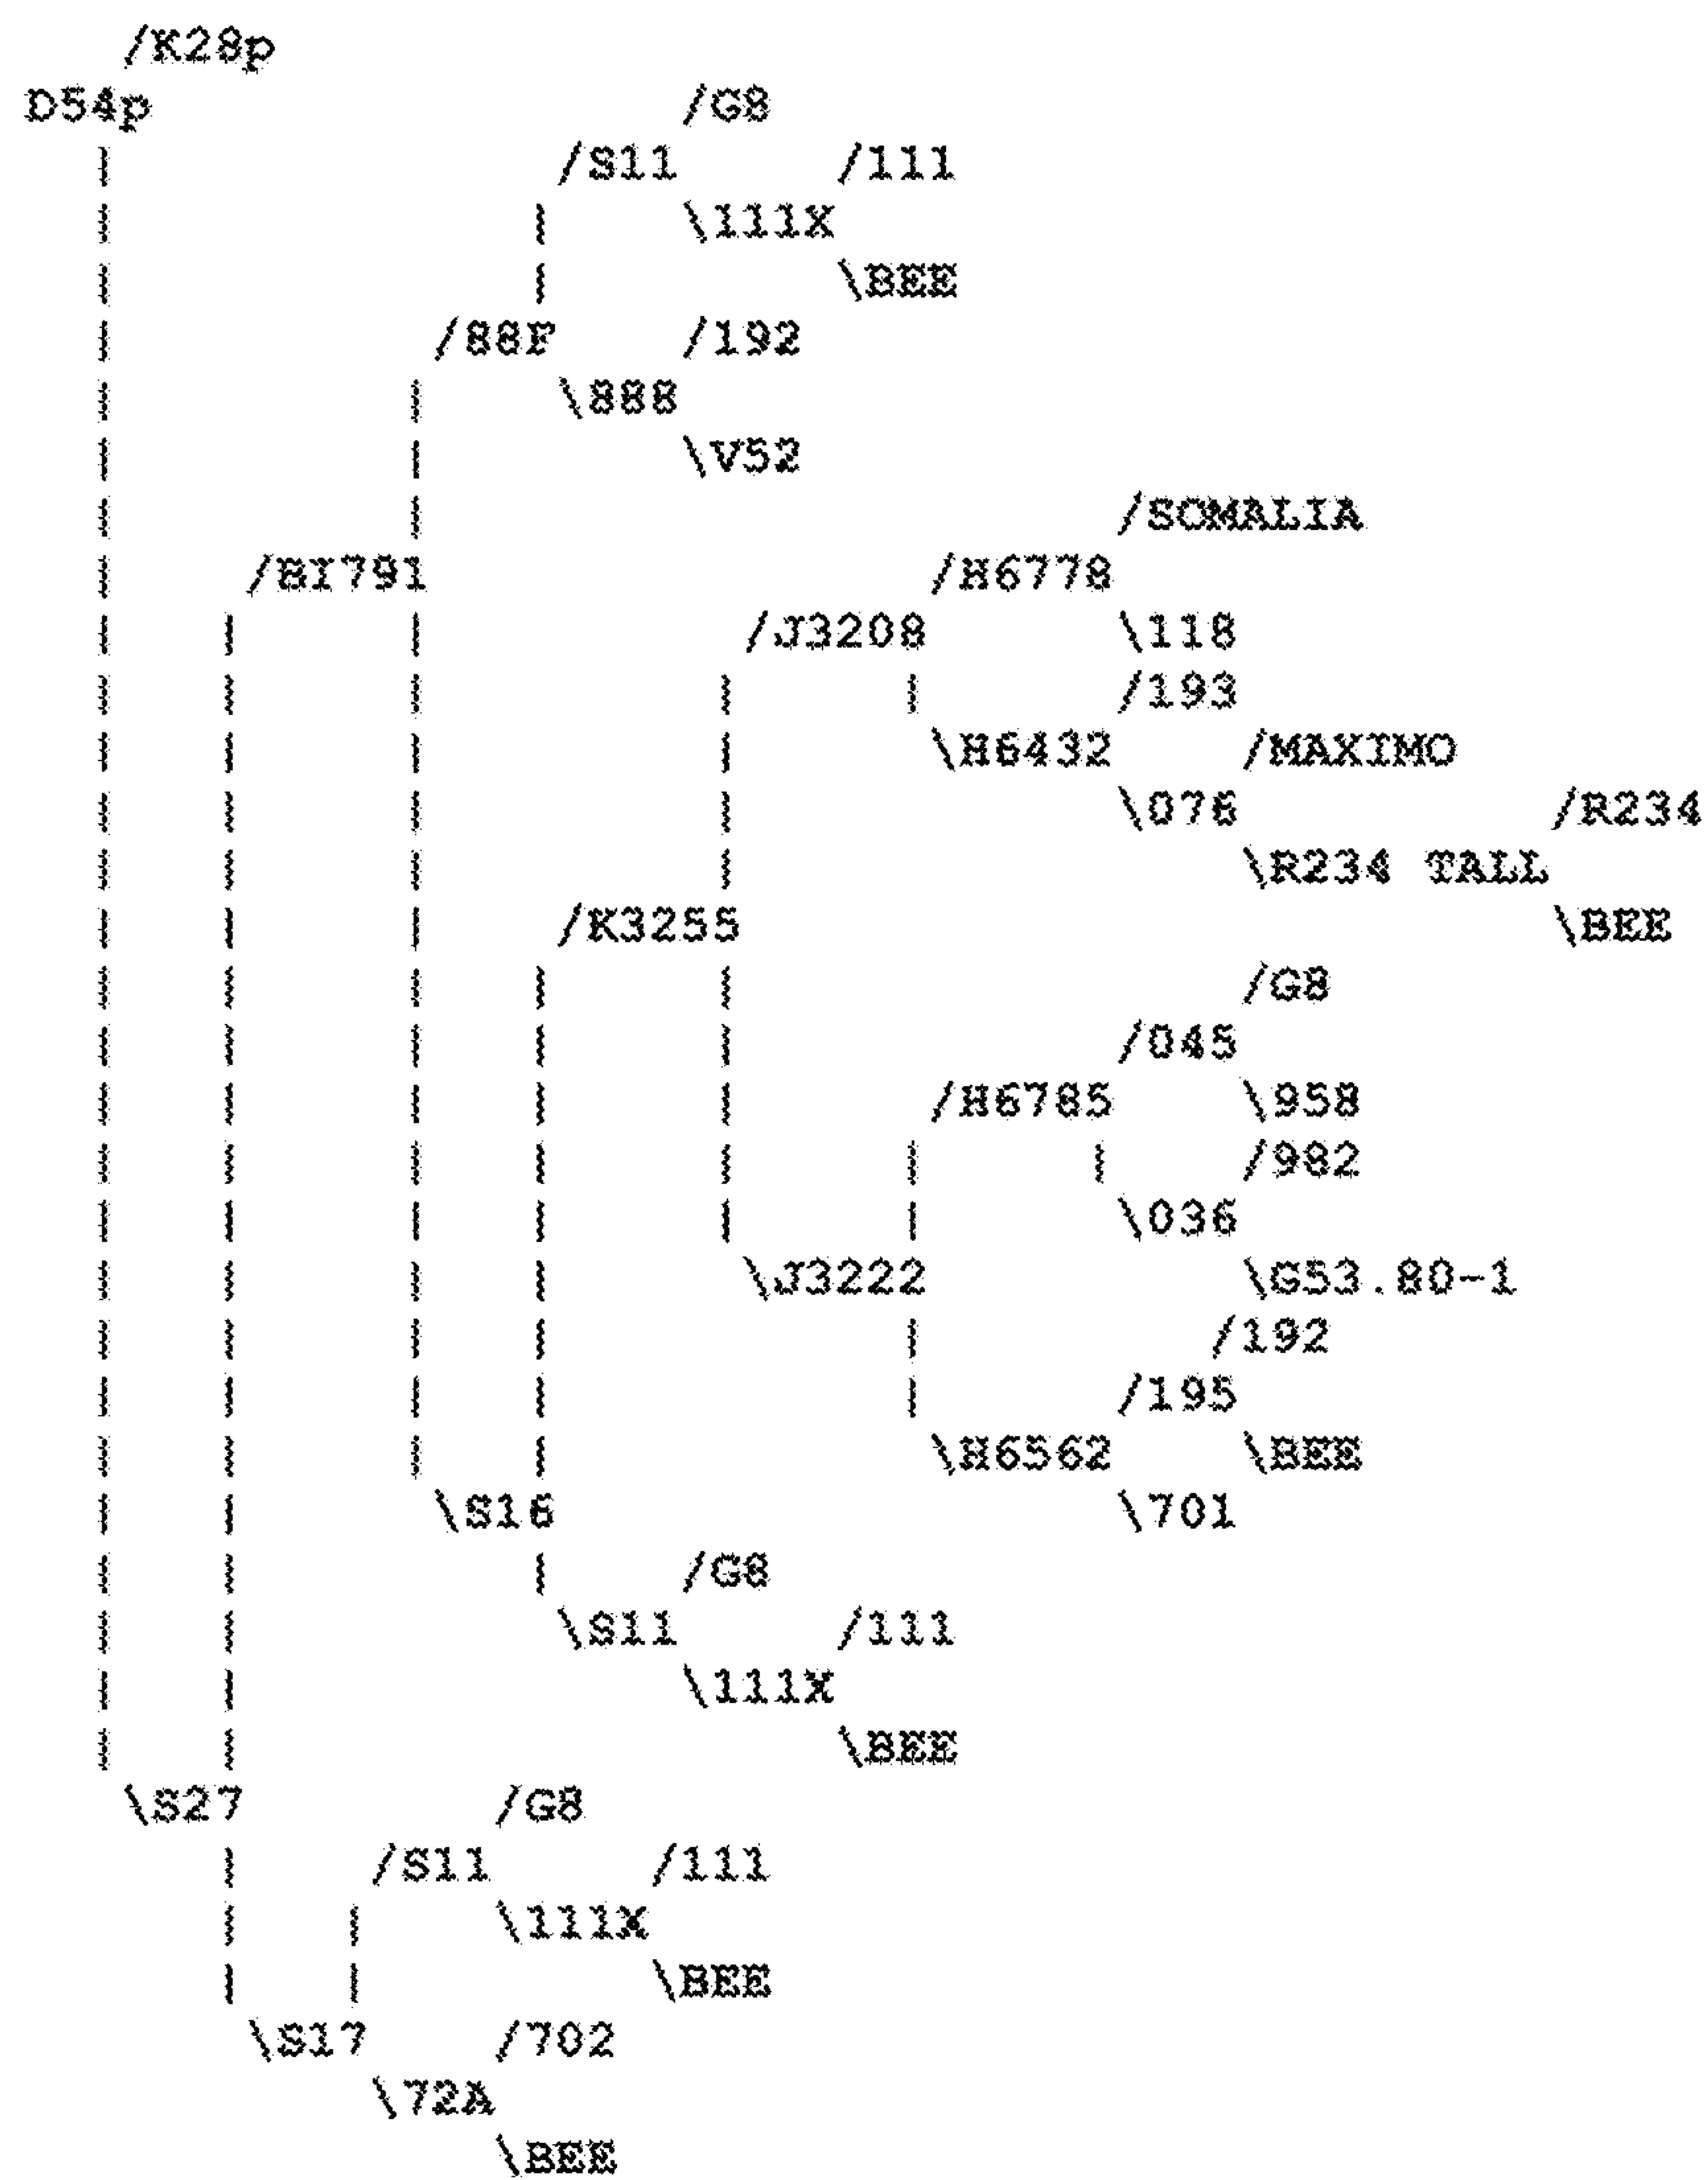 /K28p
D54p /G8
| /S11 /111
| | \111X
| | \BEE
| /88F /192
| | \888
| | \V52
| | /SOMALIA
| /BI791 /H6778
| | | /J3208 \118
| | | | | /193
| | | | \H6432 /MAXIMO
| | | | \076 /R234
| | | | \R234 TALL
| | | /K3255 \BEE
| | | | | /G8
| | | | | /045
| | | | | /H6785 \958
| | | | | | | /982
| | | | | | \036
| | | | \J3222 \G53.80-1
| | | | | /192
| | | | | /195
| | | | \H6562 \BEE
| | \S16 \701
| | | /G8
| | \S11 /111
| | \111X
| | \BEE
\S27 /G8
| /S11 /111
| | \111X
| | \BEE
\S17 /702
\72A
\BEE